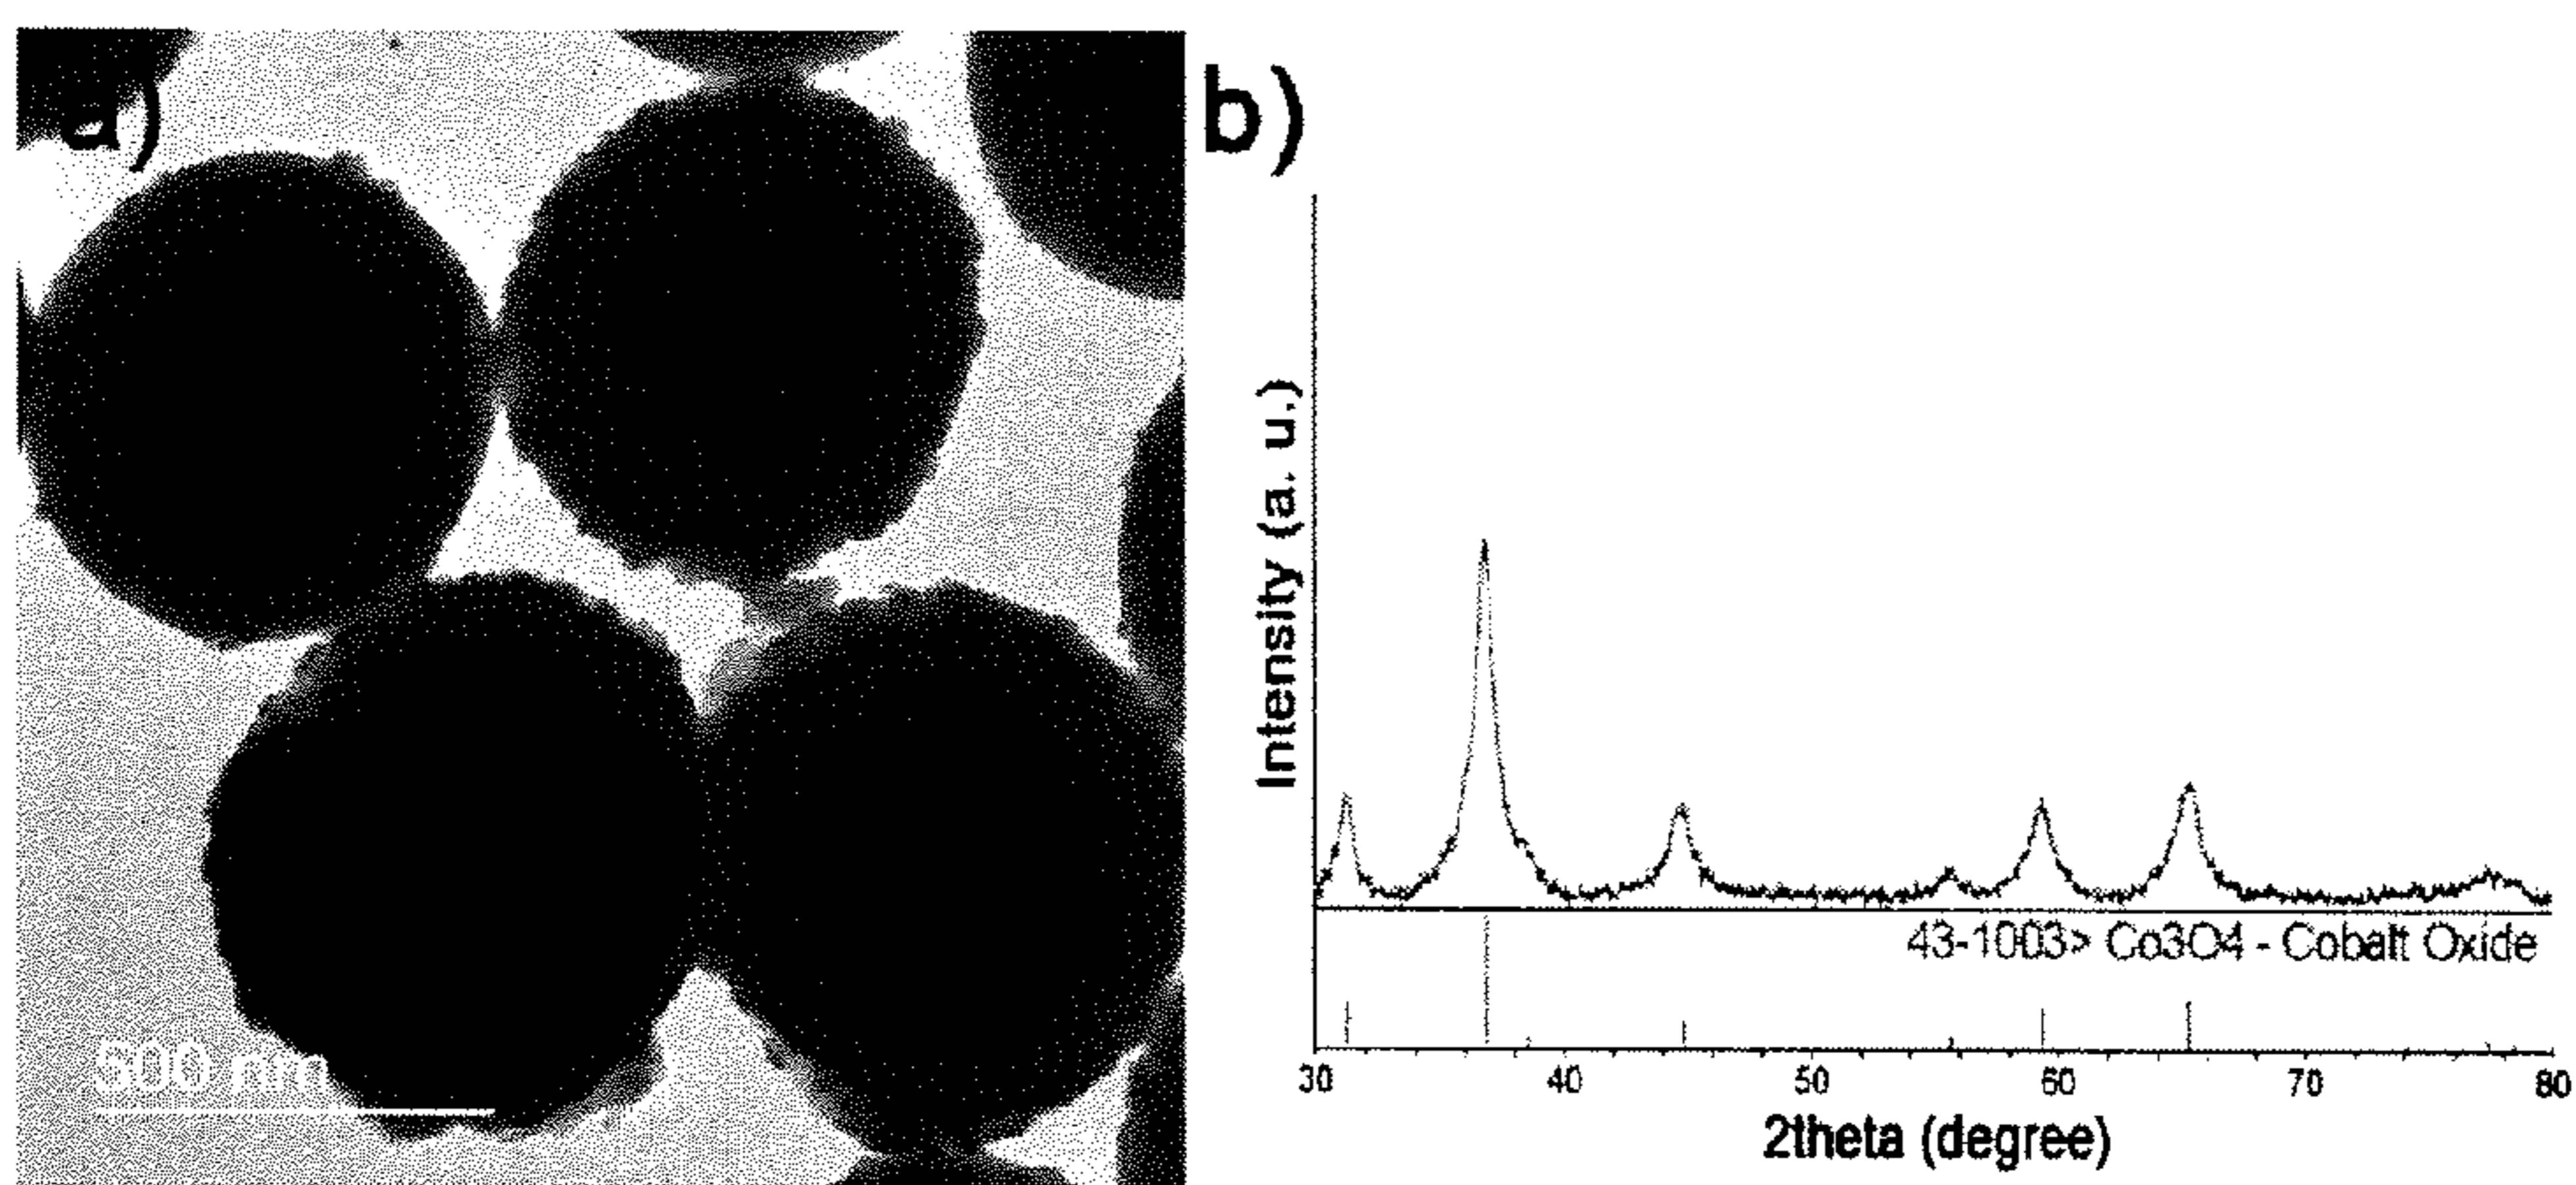 a)
500 nm
b)
Intensity (a. u.)
43-1003> Co3O4 - Cobalt Oxide
30 40 50 60 70 80
2theta (degree)